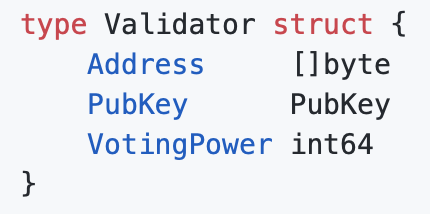 type Validator struct {
    Address     []byte
    PubKey      PubKey
    VotingPower int64
}